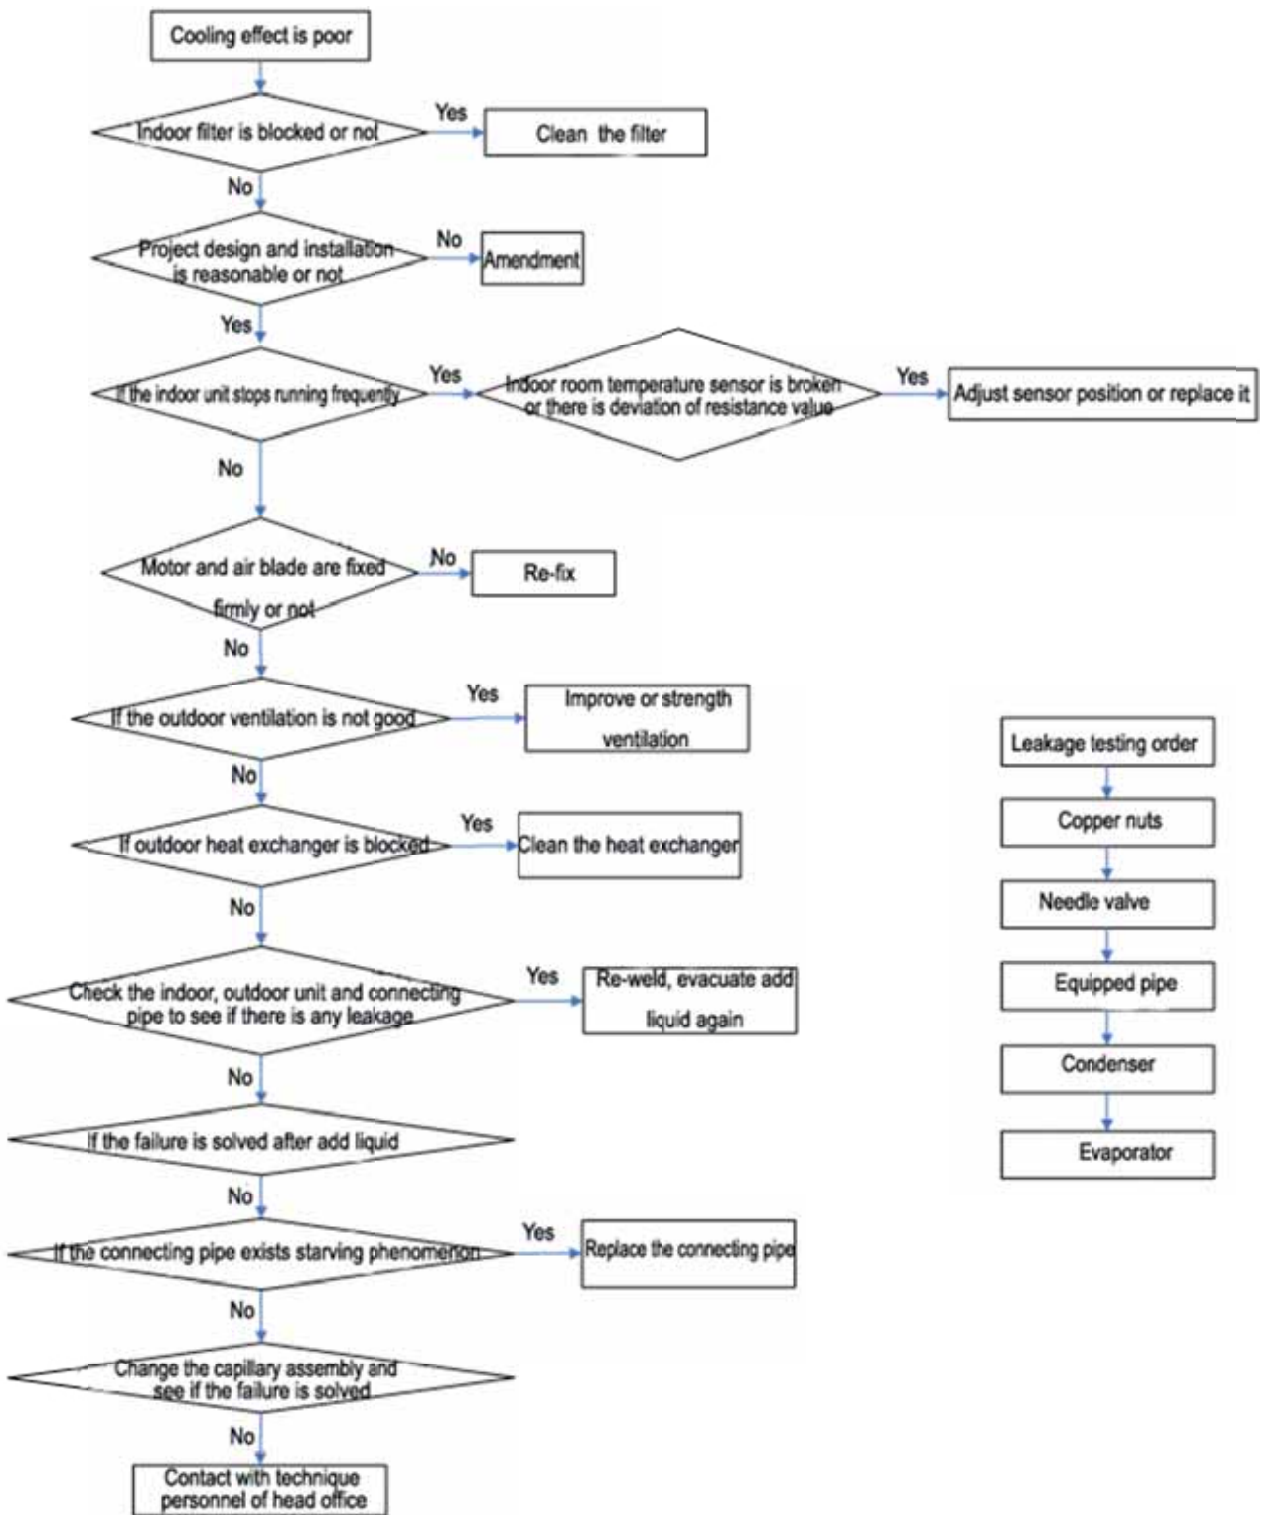 Cooling effect is poor
Yes
Indoor filter is blocked or not
Clean the filter
No
Project design and installation
is reasonable or not
No
Amendment
Yes
If the indoor unit stops running frequently
Yes
Indoor room temperature sensor is broken
or there is deviation of resistance value
Yes
Adjust sensor position or replace it
No
Motor and air blade are fixed
firmly or not
No
Re-fix
No
If the outdoor ventilation is not good
Yes
Improve or strength
ventilation
No
If outdoor heat exchanger is blocked
Yes
Clean the heat exchanger
No
Check the indoor, outdoor unit and connecting
pipe to see if there is any leakage
Yes
Re-weld, evacuate add
liquid again
No
If the failure is solved after add liquid
No
If the connecting pipe exists starving phenomenon
Yes
Replace the connecting pipe
No
Change the capillary assembly and
see if the failure is solved
No
Contact with technique
personnel of head office
Leakage testing order
Copper nuts
Needle valve
Equipped pipe
Condenser
Evaporator